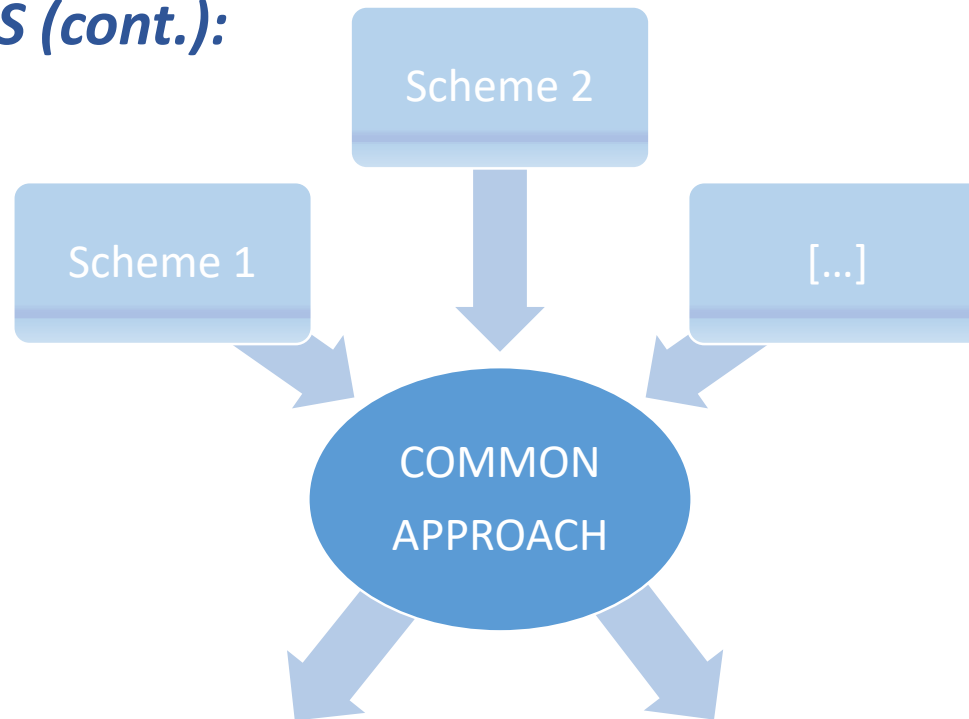 S (cont.):
Scheme 2
Scheme 1
[...]
COMMON
APPROACH